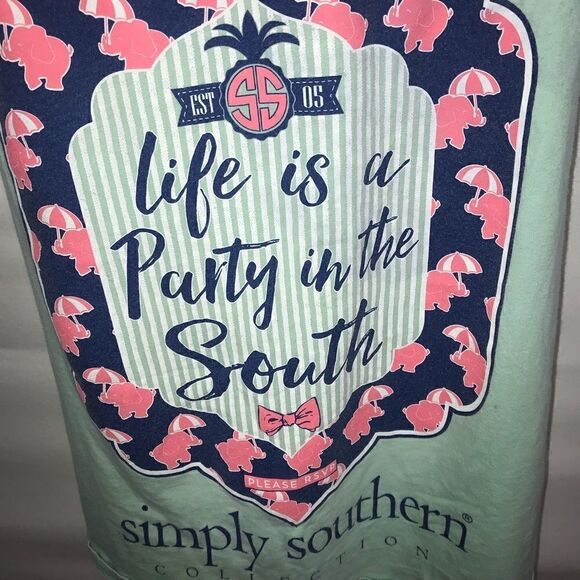 EST SS 05
Life is a
Party in the
South
PLEASE RSVP
simply southern®
COLLECTION